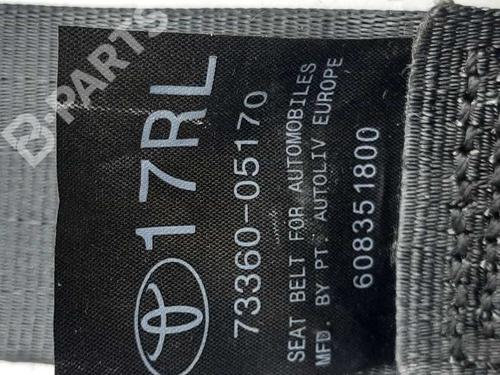 17RL
73360-05170
SEAT BELT FOR AUTOMOBILES
MFD. BY PT. AUTOLIV EUROPE
608351800
B-PARTS